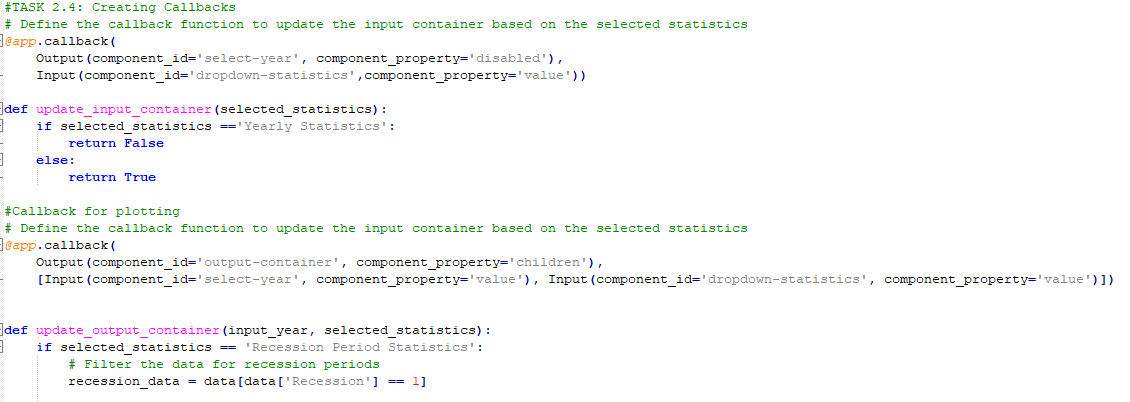 #TASK 2.4: Creating Callbacks
# Define the callback function to update the input container based on the selected statistics
@app.callback(
    Output(component_id='select-year', component_property='disabled'),
    Input(component_id='dropdown-statistics',component_property='value'))
def update_input_container(selected_statistics):
    if selected_statistics =='Yearly Statistics':
        return False
    else:
        return True
#Callback for plotting
# Define the callback function to update the input container based on the selected statistics
@app.callback(
    Output(component_id='output-container', component_property='children'),
    [Input(component_id='select-year', component_property='value'), Input(component_id='dropdown-statistics', component_property='value')])
def update_output_container(input_year, selected_statistics):
    if selected_statistics == 'Recession Period Statistics':
        # Filter the data for recession periods
        recession_data = data[data['Recession'] == 1]